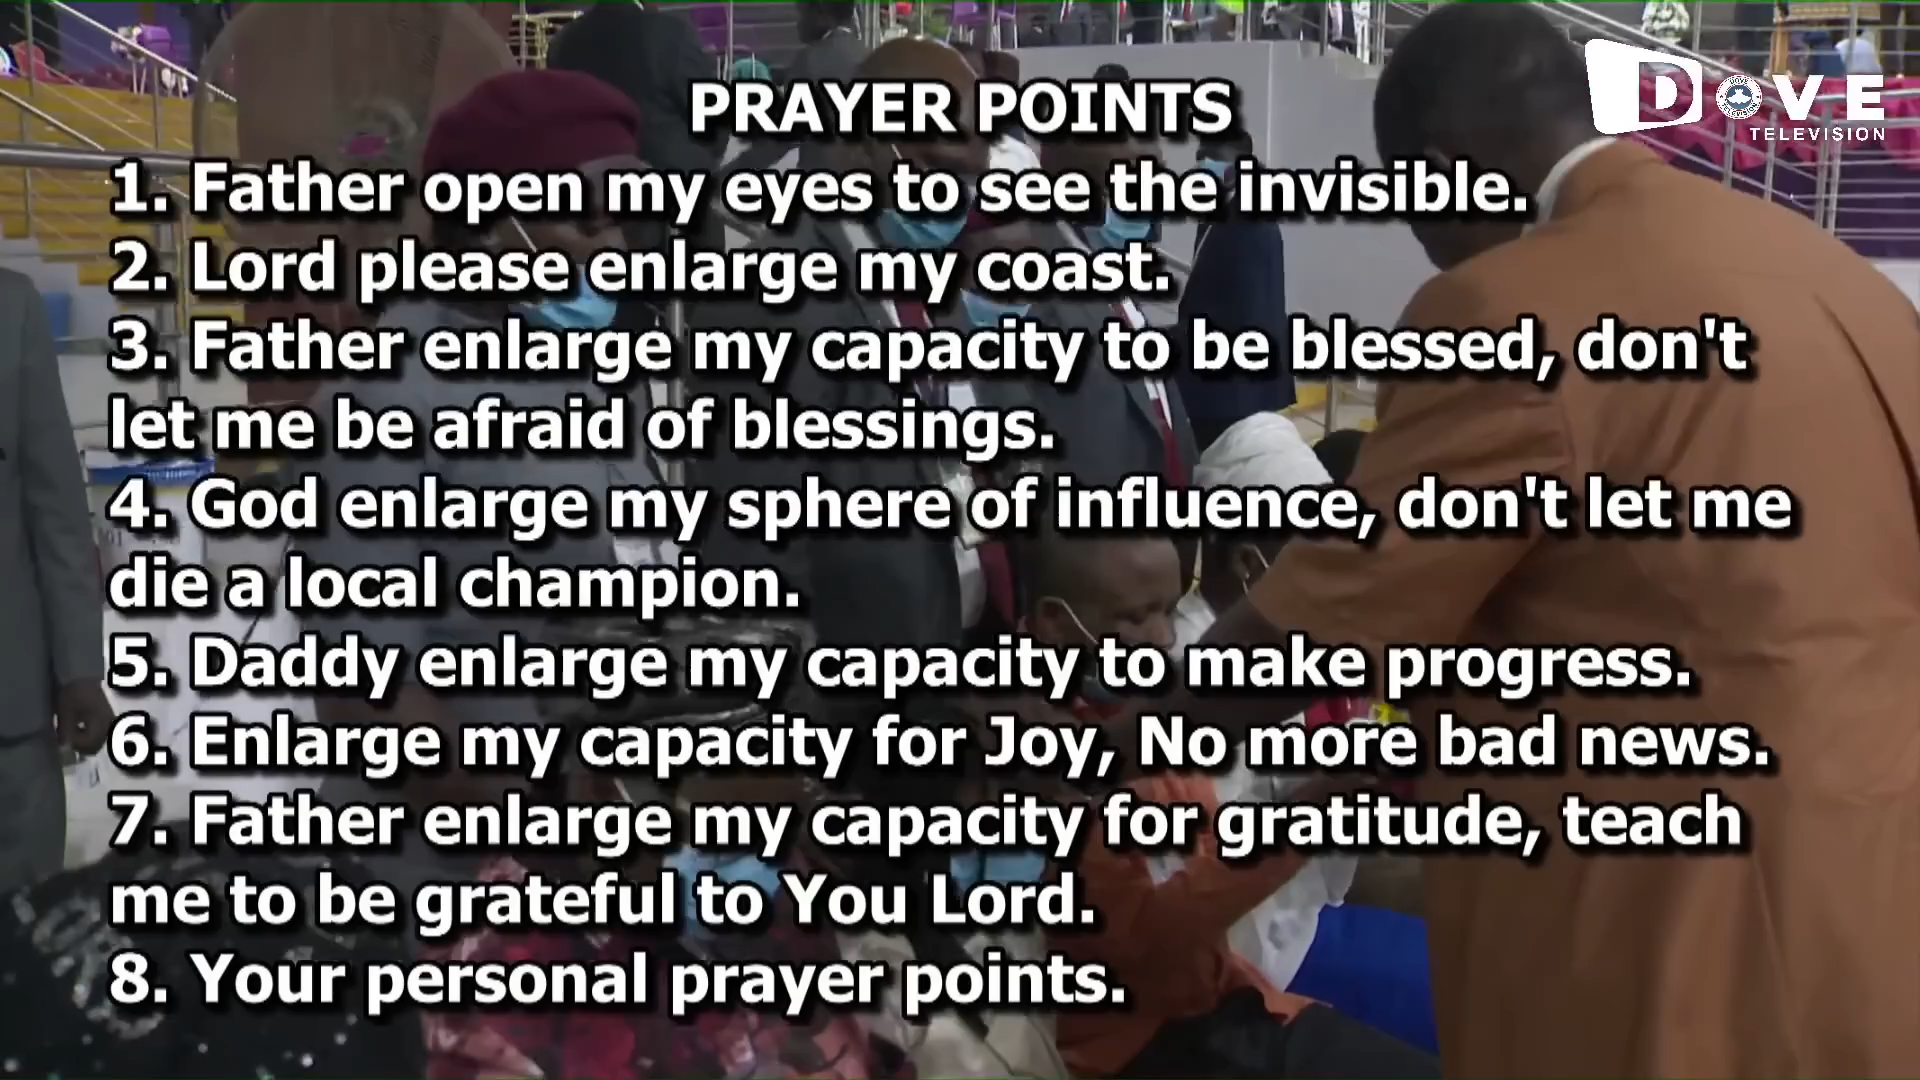 PRAYER POINTS
1. Father open my eyes to see the invisible.
2. Lord please enlarge my coast.
3. Father enlarge my capacity to be blessed, don't
let me be afraid of blessings.
4. God enlarge my sphere of influence, don't let me
die a local champion.
5. Daddy enlarge my capacity to make progress.
6. Enlarge my capacity for Joy, No more bad news.
7. Father enlarge my capacity for gratitude, teach
me to be grateful to You Lord.
8. Your personal prayer points.
DOVE
TELEVISION